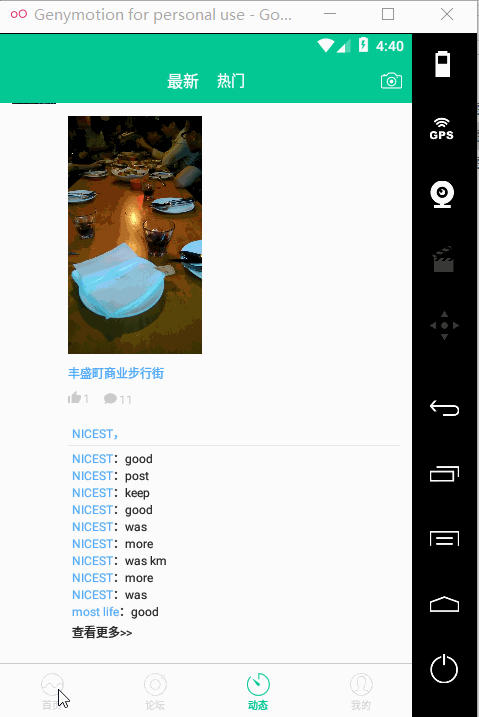 Genymotion for personal use - Go...
4:40
最新 热门
GPS
丰盛町商业步行街
1 11
NICEST，
NICEST：good
NICEST：post
NICEST：keep
NICEST：good
NICEST：was
NICEST：more
NICEST：was km
NICEST：more
NICEST：was
most life：good
查看更多>>
首页 论坛 动态 我的